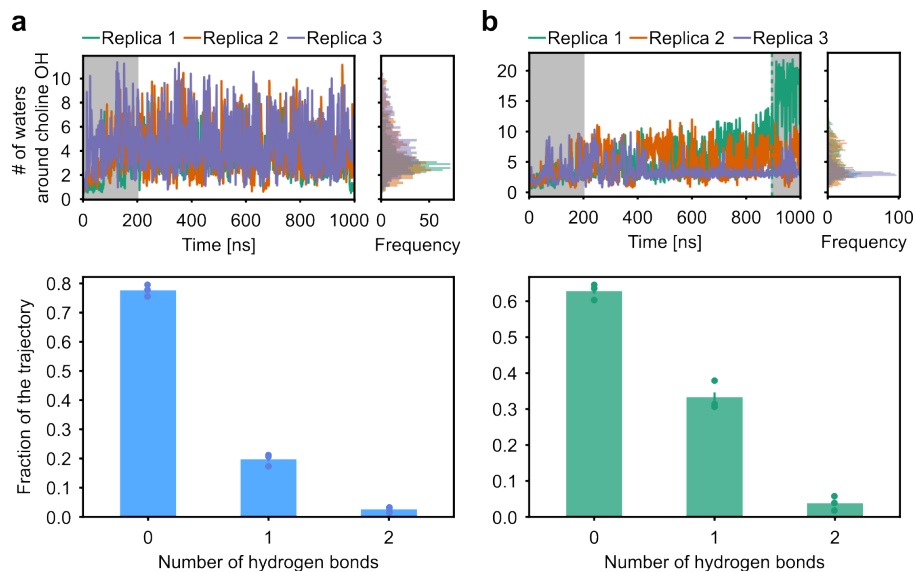 a
Replica 1 Replica 2 Replica 3
# of waters
around choline OH
10
8
6
4
2
0
0 200 400 600 800 1000
Time [ns]
0 50
Frequency
Fraction of the trajectory
0.8
0.7
0.6
0.5
0.4
0.3
0.2
0.1
0.0
0 1 2
Number of hydrogen bonds
b
Replica 1 Replica 2 Replica 3
20
15
10
5
0
0 200 400 600 800 1000
Time [ns]
0 100
Frequency
0.6
0.5
0.4
0.3
0.2
0.1
0.0
0 1 2
Number of hydrogen bonds